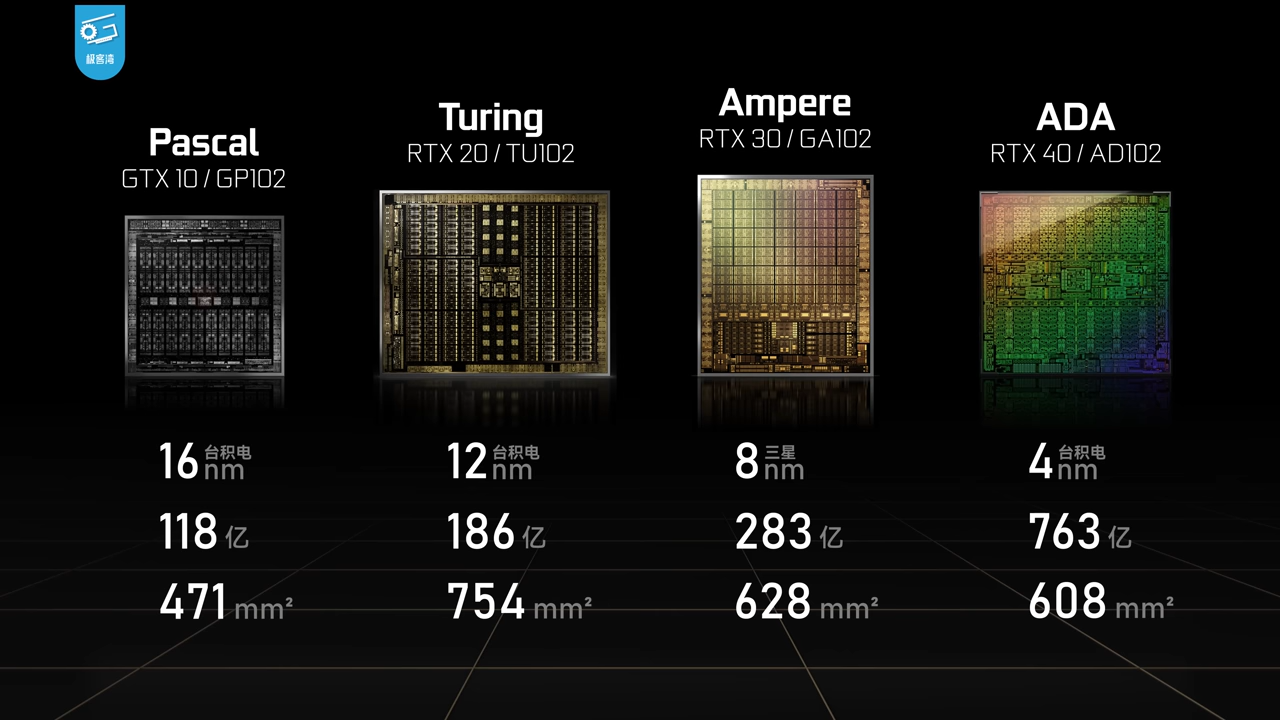 极客湾
Pascal
GTX 10 / GP102
Turing
RTX 20 / TU102
Ampere
RTX 30 / GA102
ADA
RTX 40 / AD102
16 台积电 nm
12 台积电 nm
8 三星 nm
4 台积电 nm
118 亿
186 亿
283 亿
763 亿
471 mm²
754 mm²
628 mm²
608 mm²